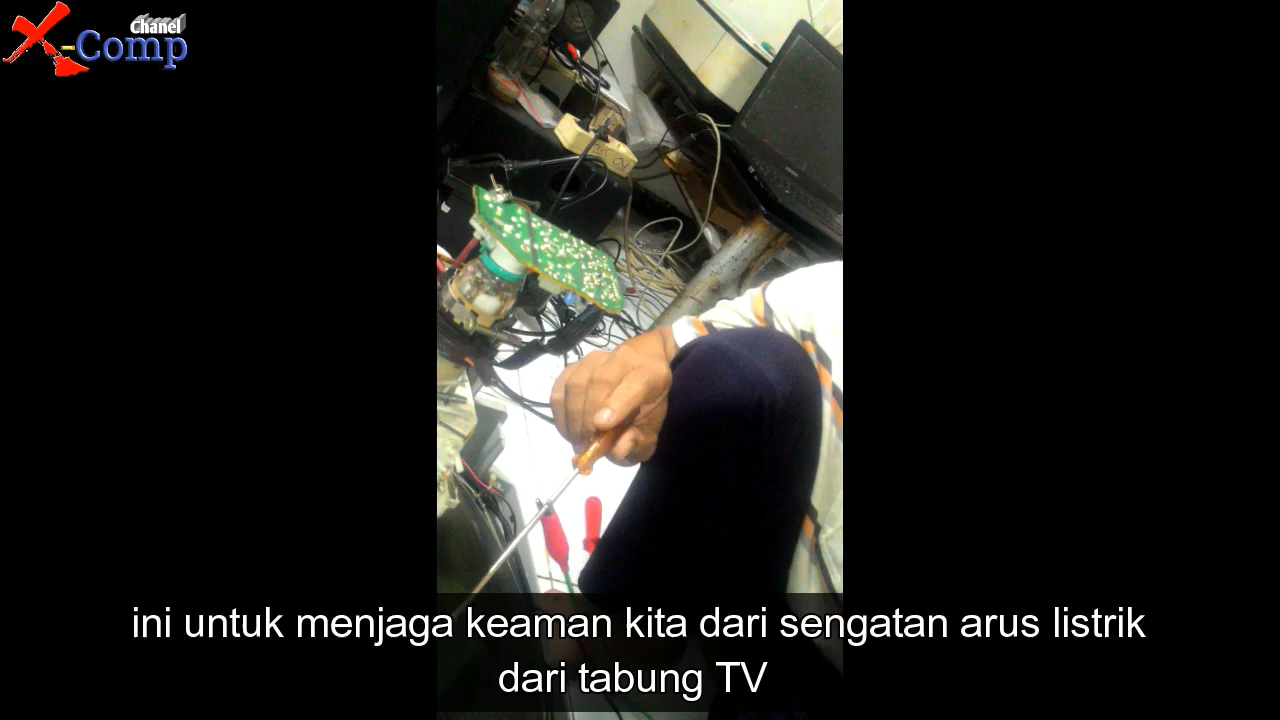 Chanel
X-Comp
ini untuk menjaga keaman kita dari sengatan arus listrik
dari tabung TV